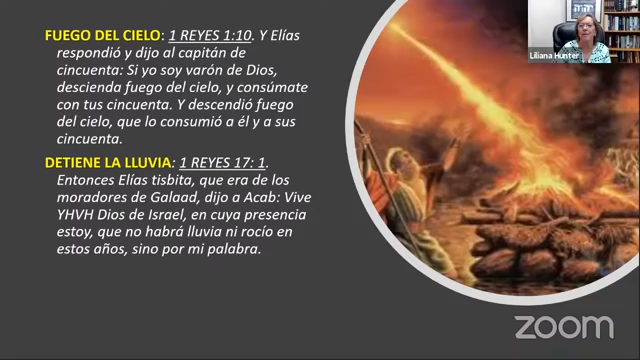 FUEGO DEL CIELO: 1 REYES 1:10. Y Elías
respondió y dijo al capitán de
cincuenta: Si yo soy varón de Dios,
descienda fuego del cielo, y consúmate
con tus cincuenta. Y descendió fuego
del cielo, que lo consumió a él y a sus
cincuenta.
DETIENE LA LLUVIA: 1 REYES 17: 1.
Entonces Elías tisbita, que era de los
moradores de Galaad, dijo a Acab: Vive
YHVH Dios de Israel, en cuya presencia
estoy, que no habrá lluvia ni rocío en
estos años, sino por mi palabra.
Liliana Hunter
zoom